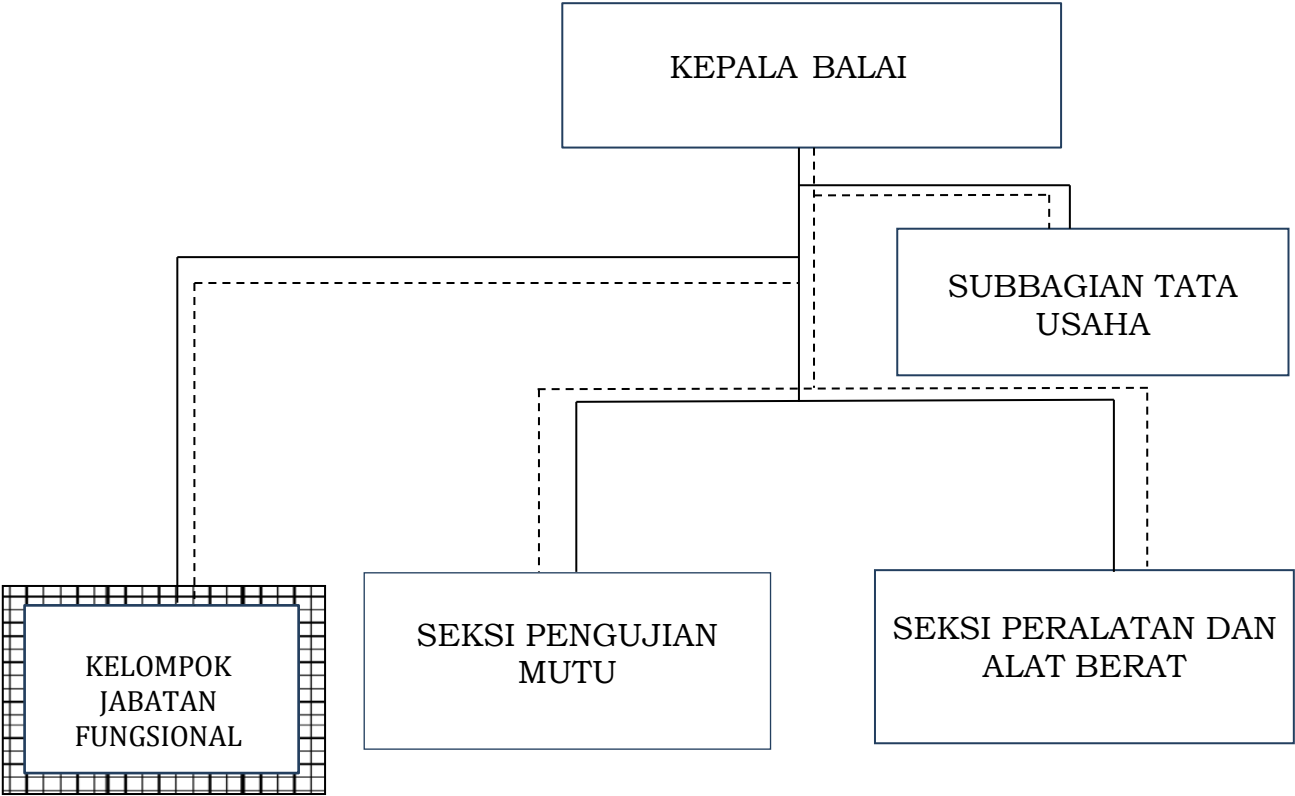 KEPALA BALAI
SUBBAGIAN TATA
USAHA
KELOMPOK
JABATAN
FUNGSIONAL
SEKSI PENGUJIAN
MUTU
SEKSI PERALATAN DAN
ALAT BERAT